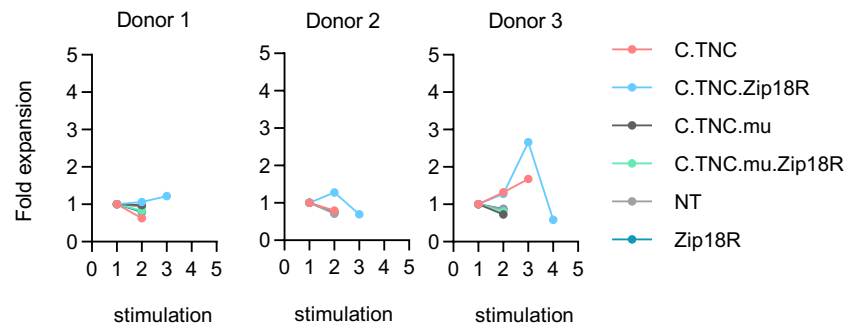 Donor 1
Donor 2
Donor 3
Fold expansion
5
4
3
2
1
0
0 1 2 3 4 5
stimulation
5
4
3
2
1
0
0 1 2 3 4 5
stimulation
5
4
3
2
1
0
0 1 2 3 4 5
stimulation
C.TNC
C.TNC.Zip18R
C.TNC.mu
C.TNC.mu.Zip18R
NT
Zip18R